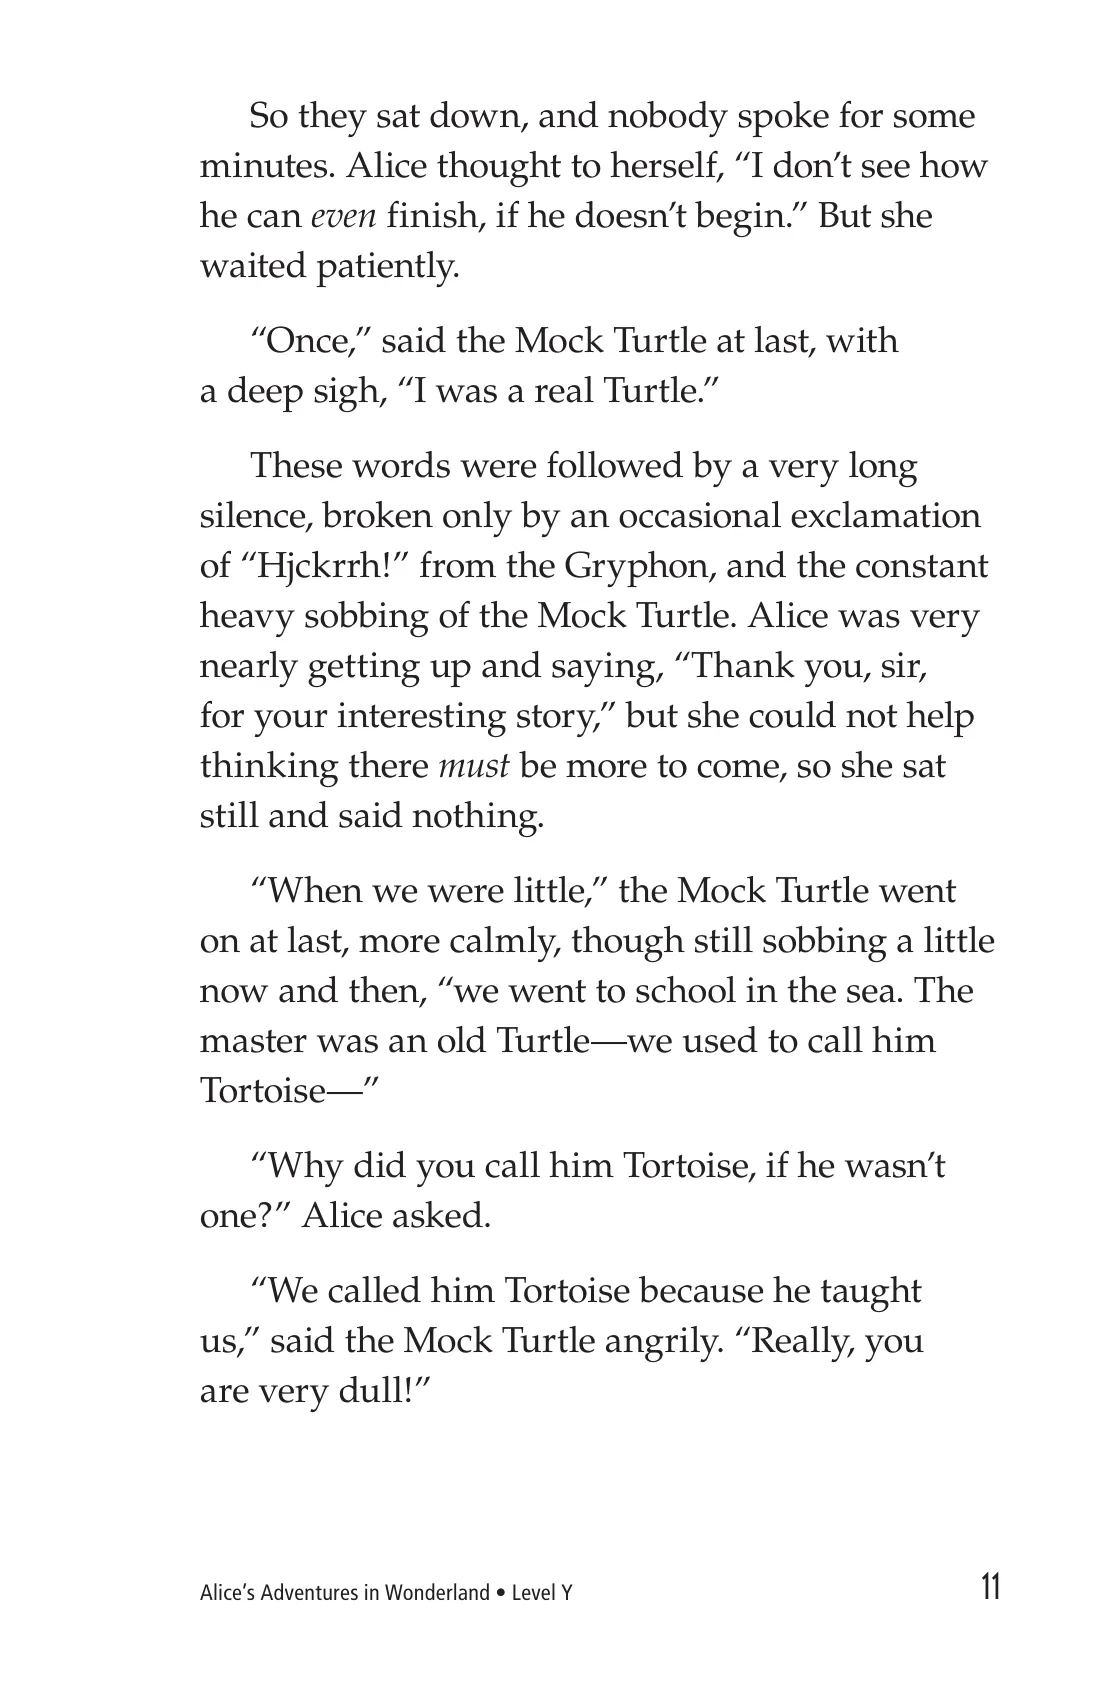 So they sat down, and nobody spoke for some
minutes. Alice thought to herself, “I don’t see how
he can even finish, if he doesn’t begin.” But she
waited patiently.
“Once,” said the Mock Turtle at last, with
a deep sigh, “I was a real Turtle.”
These words were followed by a very long
silence, broken only by an occasional exclamation
of “Hjckrrh!” from the Gryphon, and the constant
heavy sobbing of the Mock Turtle. Alice was very
nearly getting up and saying, “Thank you, sir,
for your interesting story,” but she could not help
thinking there must be more to come, so she sat
still and said nothing.
“When we were little,” the Mock Turtle went
on at last, more calmly, though still sobbing a little
now and then, “we went to school in the sea. The
master was an old Turtle—we used to call him
Tortoise—”
“Why did you call him Tortoise, if he wasn’t
one?” Alice asked.
“We called him Tortoise because he taught
us,” said the Mock Turtle angrily. “Really, you
are very dull!”
Alice’s Adventures in Wonderland • Level Y
11